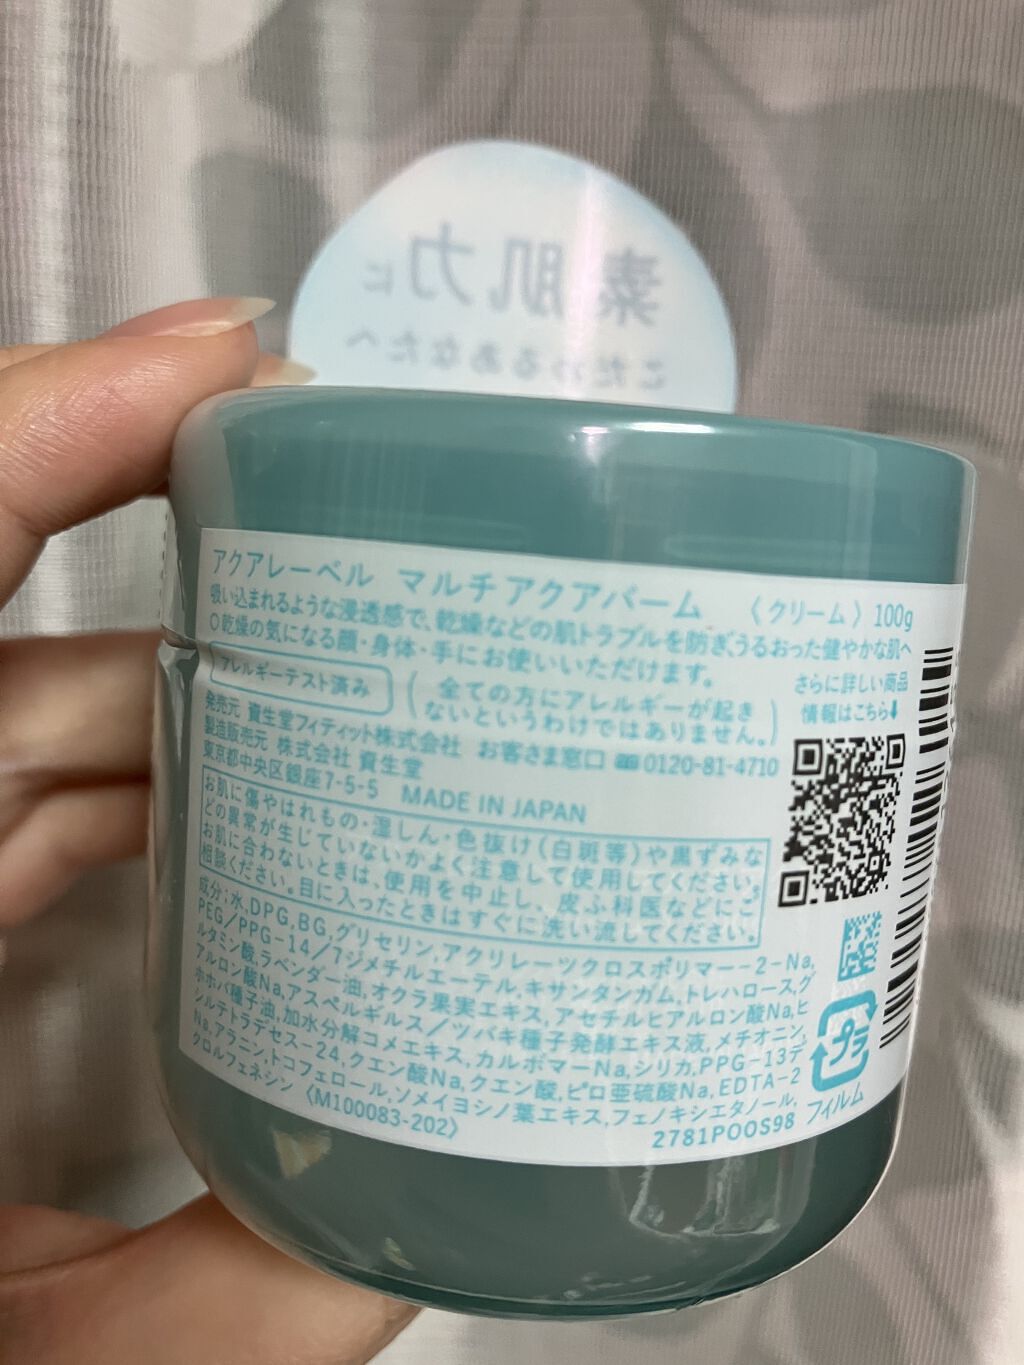 素肌力に
こだわるあなたへ
アクアレーベル マルチアクアバーム 〈クリーム〉100g
吸い込まれるような浸透感で、乾燥などの肌トラブルを防ぎ、うるおった健やかな肌へ
○乾燥の気になる顔・身体・手にお使いいただけます。
アレルギーテスト済み
(全ての方にアレルギーが起き
ないというわけではありません。)
さらに詳しい商品
情報はこちら⬇
発売元 資生堂フィティット株式会社 お客さま窓口 0120-81-4710
製造販売元 株式会社 資生堂
東京都中央区銀座7-5-5 MADE IN JAPAN
お肌に傷やはれもの・湿しん・色抜け(白斑等)や黒ずみな
どの異常が生じていないかよく注意して使用してください。
お肌に合わないときは、使用を中止し、皮ふ科医などにご
相談ください。目に入ったときはすぐに洗い流してください。
成分:水,DPG,BG,グリセリン,アクリレーツクロスポリマー-2-Na,
PEG/PPG-14/7ジメチルエーテル,キサンタンガム,トレハロース,グ
ルタミン酸,ラベンダー油,オクラ果実エキス,アセチルヒアルロン酸Na,ヒ
アルロン酸Na,アスペルギルス/ツバキ種子発酵エキス液,メチオニン,
ホホバ種子油,加水分解コメエキス,カルボマーNa,シリカ,PPG-13デ
シルテトラデセス-24,クエン酸Na,クエン酸,ピロ亜硫酸Na,EDTA-2
Na,アラニン,トコフェロール,ソメイヨシノ葉エキス,フェノキシエタノール,
クロルフェネシン 〈M100083-202〉
2781POOS98
プラ
フィルム